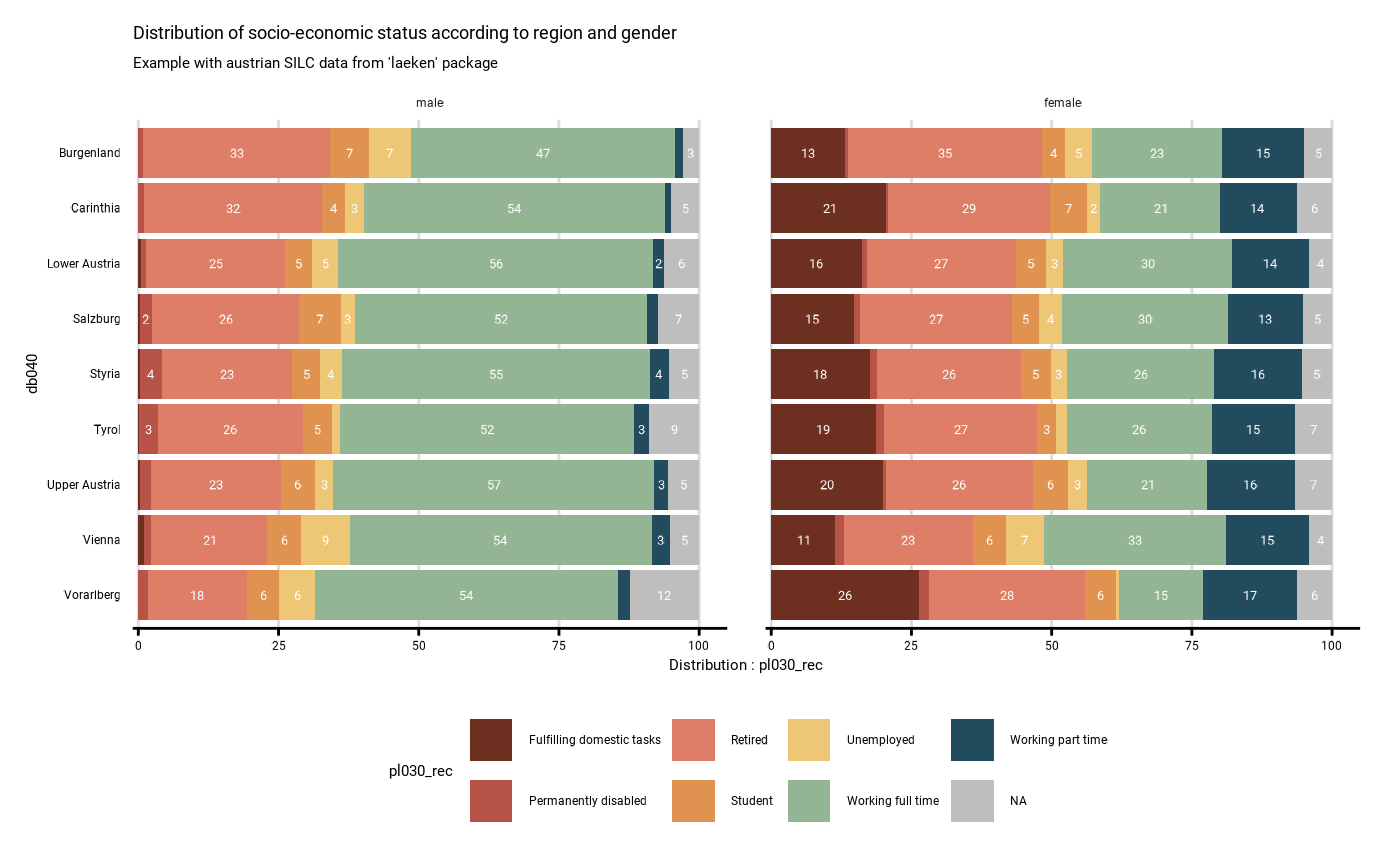 Distribution of socio-economic status according to region and gender
Example with austrian SILC data from 'laeken' package
male
female
db040
Burgenland 33 7 7 47 3 13 35 4 5 23 15 5
Carinthia 32 4 3 54 5 21 29 7 2 21 14 6
Lower Austria 25 5 5 56 2 6 16 27 5 3 30 14 4
Salzburg 2 26 7 3 52 7 15 27 5 4 30 13 5
Styria 4 23 5 4 55 4 5 18 26 5 3 26 16 5
Tyrol 3 26 5 52 3 9 19 27 3 26 15 7
Upper Austria 23 6 3 57 3 5 20 26 6 3 21 16 7
Vienna 21 6 9 54 3 5 11 23 6 7 33 15 4
Vorarlberg 18 6 6 54 12 26 28 6 15 17 6
0 25 50 75 100 0 25 50 75 100
Distribution : pl030_rec
pl030_rec
Fulfilling domestic tasks Retired Unemployed Working part time
Permanently disabled Student Working full time NA